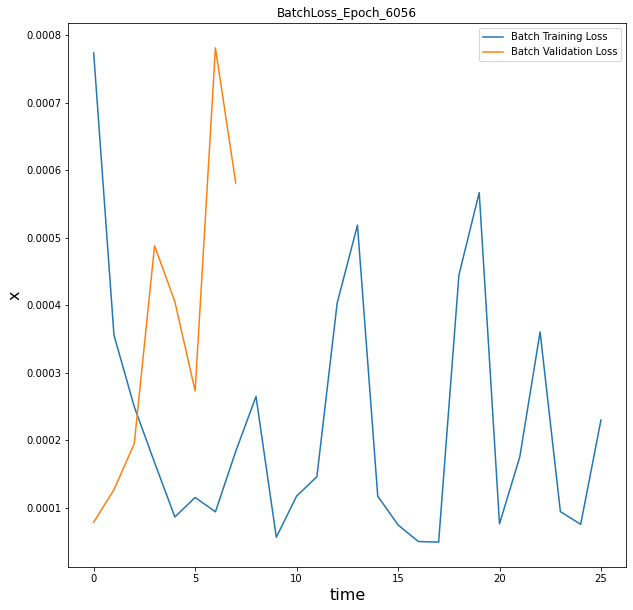 BatchLoss_Epoch_6056
Batch Training Loss
Batch Validation Loss
0.0008
0.0007
0.0006
0.0005
0.0004
0.0003
0.0002
0.0001
x
0 5 10 15 20 25
time